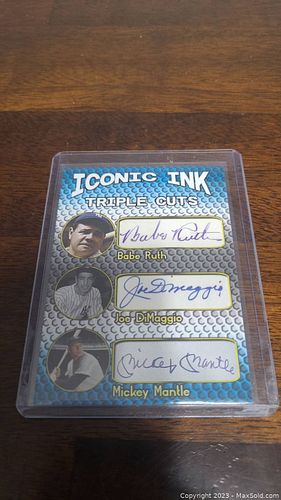 ICONIC INK
TRIPLE CUTS
Babe Ruth
Babe Ruth
Joe DiMaggio
Joe DiMaggio
Mickey Mantle
Mickey Mantle
Copyright © 2023 - MaxSold.com